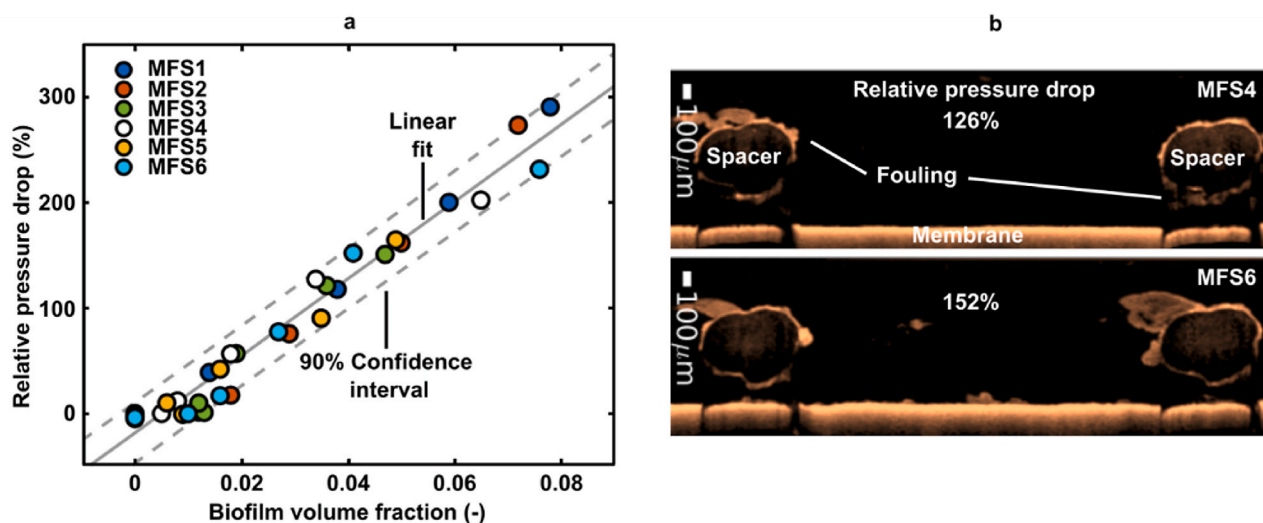 a
Relative pressure drop (%)
300
200
100
0
MFS1
MFS2
MFS3
MFS4
MFS5
MFS6
Linear
fit
90% Confidence
interval
0
0.02
0.04
0.06
0.08
Biofilm volume fraction (-)
b
100μm
Relative pressure drop
126%
MFS4
Spacer
Spacer
Fouling
Membrane
100μm
MFS6
152%